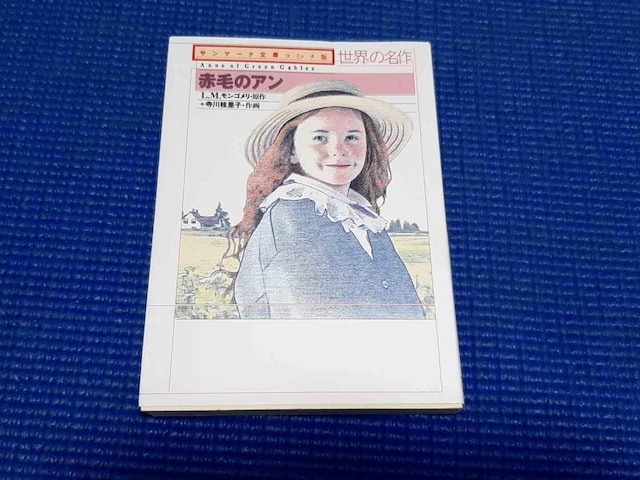 サンマーク文庫コミック版
世界の名作
Anne of Green Gables
赤毛のアン
L.M.モンゴメリ・原作
寺川枝里子・作画